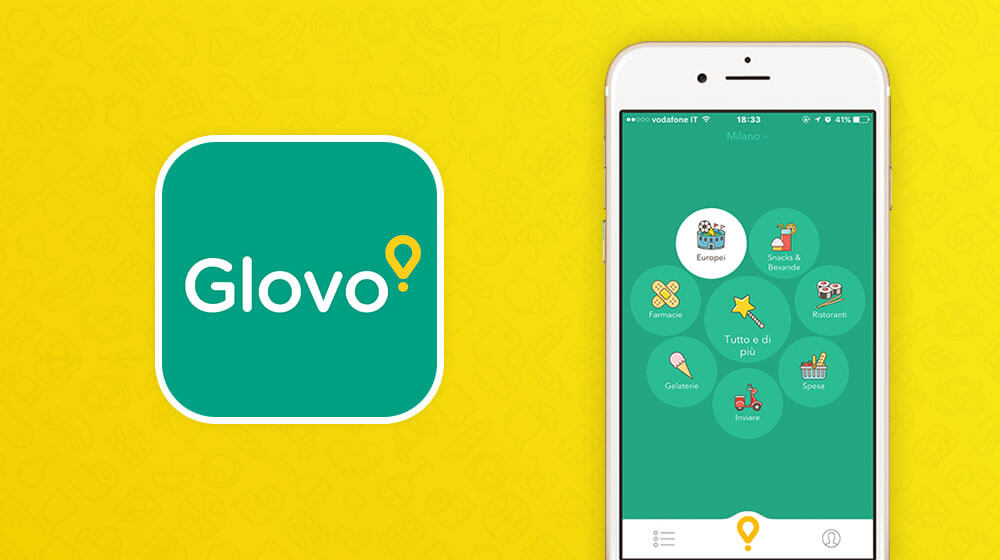 Glovo
vodafone IT
18:33
41%
Milano
Europei
Snacks &
Bevande
Farmacie
Tutto e di
più
Ristoranti
Gelaterie
Spesa
Inviare